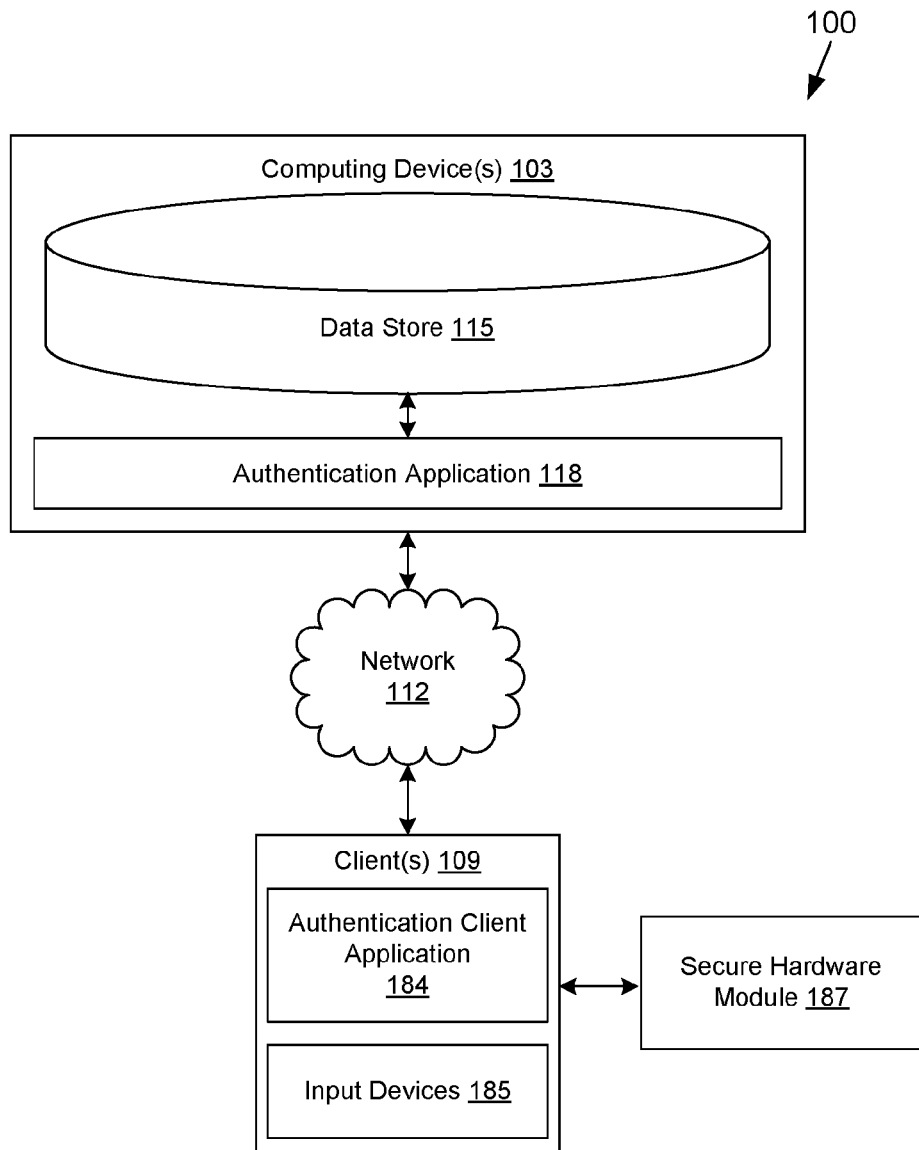 100
Computing Device(s) 103
Data Store 115
Authentication Application 118
Network
112
Client(s) 109
Authentication Client
Application
184
Secure Hardware
Module 187
Input Devices 185